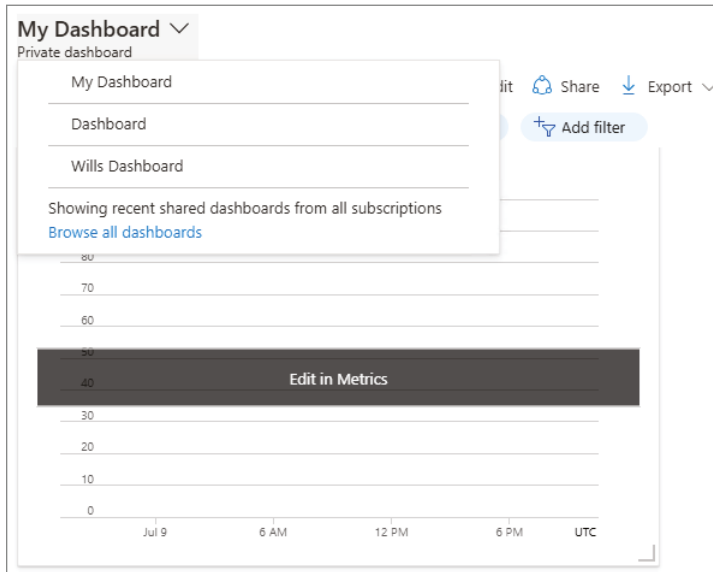 My Dashboard
Private dashboard
My Dashboard
Dashboard
Wills Dashboard
Showing recent shared dashboards from all subscriptions
Browse all dashboards
dit Share Export
Add filter
80
70
60
50
Edit in Metrics
40
30
20
10
0
Jul 9 6 AM 12 PM 6 PM UTC